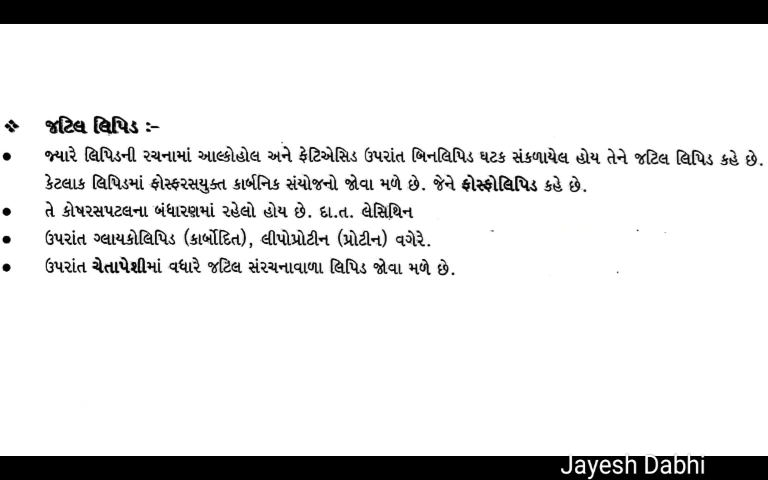 ❖ જટિલ લિપિડ :-
• જ્યારે લિપિડની રચનામાં આલ્કોહોલ અને ફેટિએસિડ ઉપરાંત બિનલિપિડ ઘટક સંકળાયેલ હોય તેને જટિલ લિપિડ કહે છે.
કેટલાક લિપિડમાં ફોસ્ફરસયુક્ત કાર્બનિક સંયોજનો જોવા મળે છે. જેને ફોસ્ફોલિપિડ કહે છે.
• તે કોષરસપટલના બંધારણમાં રહેલો હોય છે. દા.ત. લેસિથિન
• ઉપરાંત ગ્લાયકોલિપિડ (કાર્બોદિત), લીપોપ્રોટીન (પ્રોટીન) વગેરે.
• ઉપરાંત ચેતાપેશીમાં વધારે જટિલ સંરચનાવાળા લિપિડ જોવા મળે છે.
Jayesh Dabhi